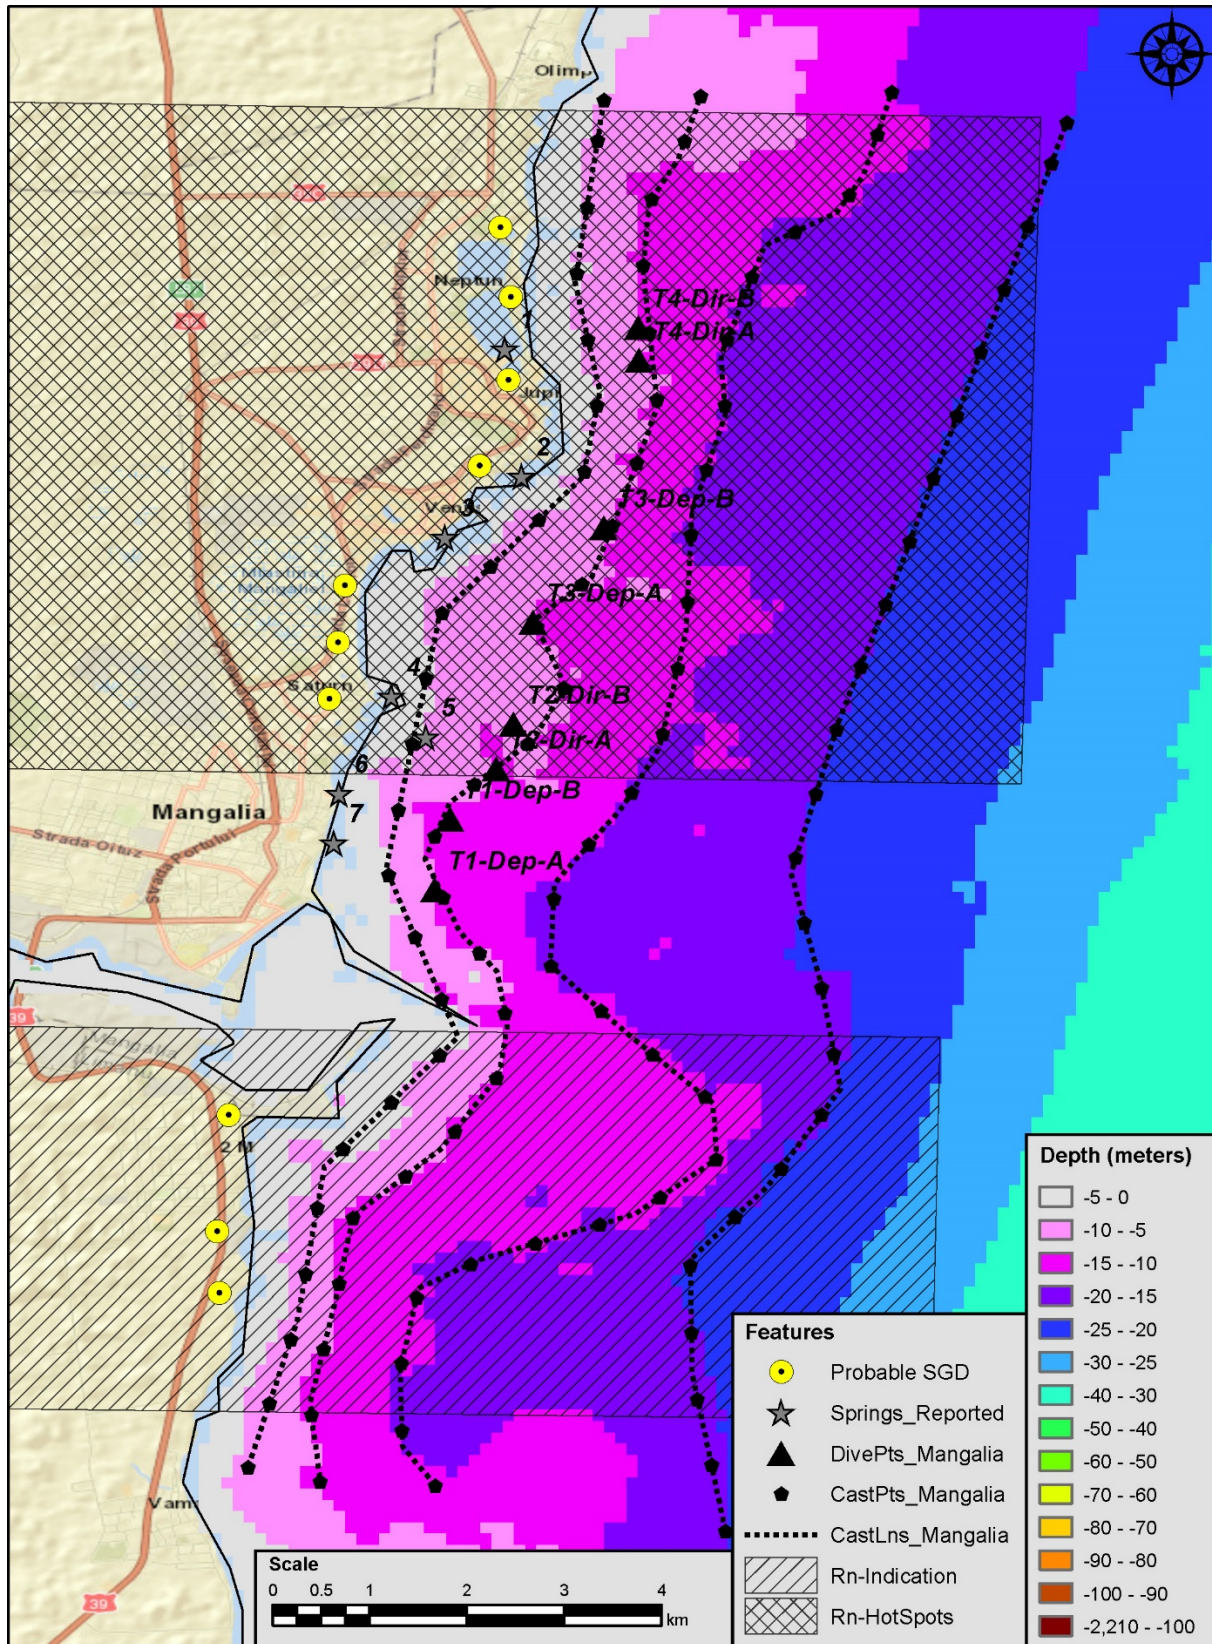 Olimp
Neptun
1
T4-Dir-B
T4-Dir-A
Jupi
2
3
Venu
T3-Dep-B
Mlastina
Mangaliei
T3-Dep-A
4
Saturn
T2-Dir-B
5
T2-Dir-A
6
T1-Dep-B
Mangalia
7
Strada Oituz
Strada Portului
T1-Dep-A
39
Mangalia
2 M
Vama
39
Depth (meters)
-5 - 0
-10 - -5
-15 - -10
-20 - -15
-25 - -20
-30 - -25
-40 - -30
-50 - -40
-60 - -50
-70 - -60
-80 - -70
-90 - -80
-100 - -90
-2,210 - -100
Features
Probable SGD
Springs_Reported
DivePts_Mangalia
CastPts_Mangalia
CastLns_Mangalia
Rn-Indication
Rn-HotSpots
Scale
0 0.5 1 2 3 4
km